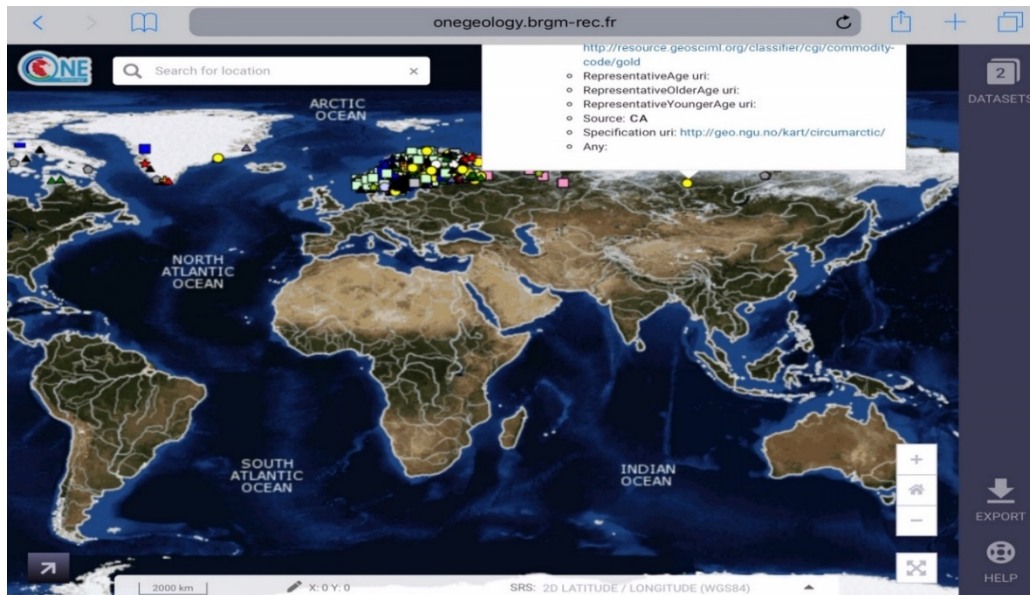 onegeology.brgm-rec.fr
ONE
Search for location
http://resource.geosciml.org/classifier/cgi/commodity-
code/gold
RepresentativeAge uri:
RepresentativeOlderAge uri:
RepresentativeYoungerAge uri:
Source: CA
Specification uri: http://geo.ngu.no/kart/circumarctic/
Any:
2
DATASETS
ARCTIC
OCEAN
NORTH
ATLANTIC
OCEAN
SOUTH
ATLANTIC
OCEAN
INDIAN
OCEAN
EXPORT
HELP
2000 km
X: 0 Y: 0
SRS: 2D LATITUDE / LONGITUDE (WGS84)